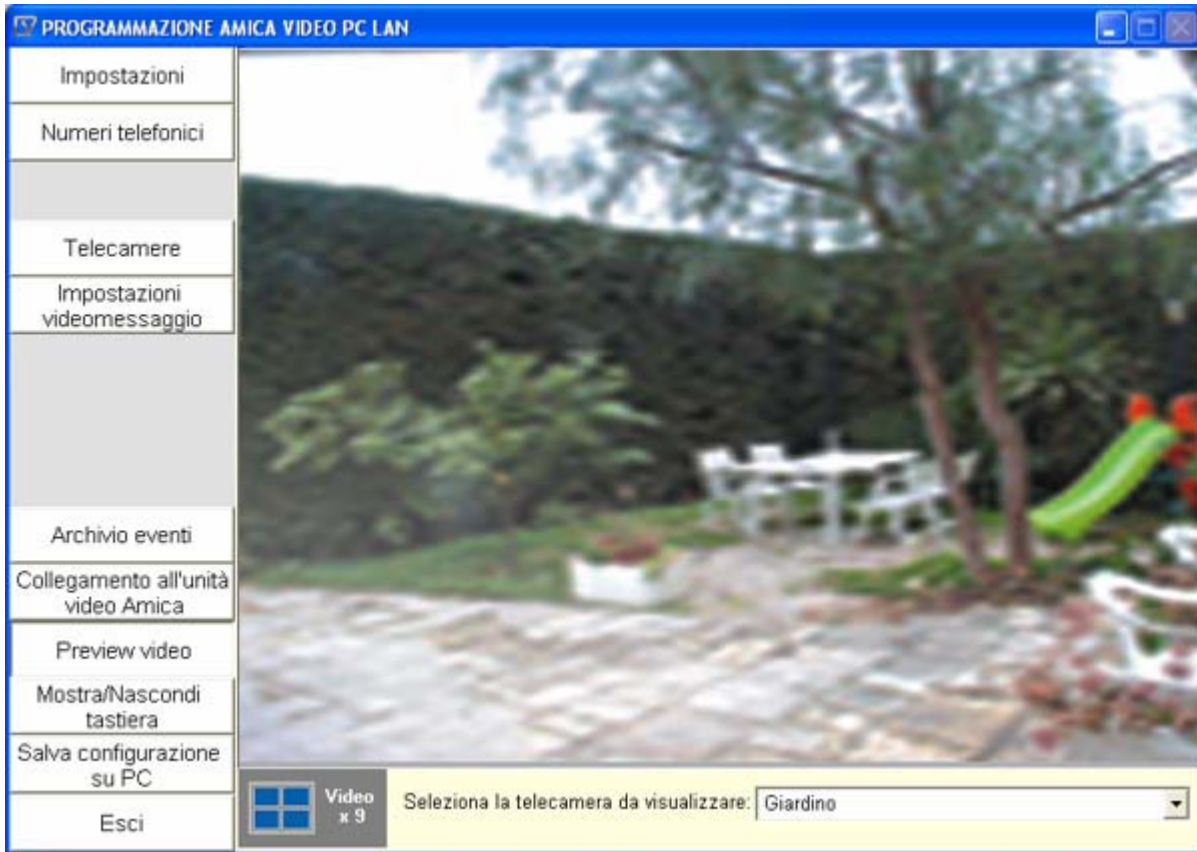 PROGRAMMAZIONE AMICA VIDEO PC LAN
Impostazioni
Numeri telefonici
Telecamere
Impostazioni
videomessaggio
Archivio eventi
Collegamento all'unità
video Amica
Preview video
Mostra/Nascondi
tastiera
Salva configurazione
su PC
Esci
Video
x 9
Seleziona la telecamera da visualizzare: Giardino